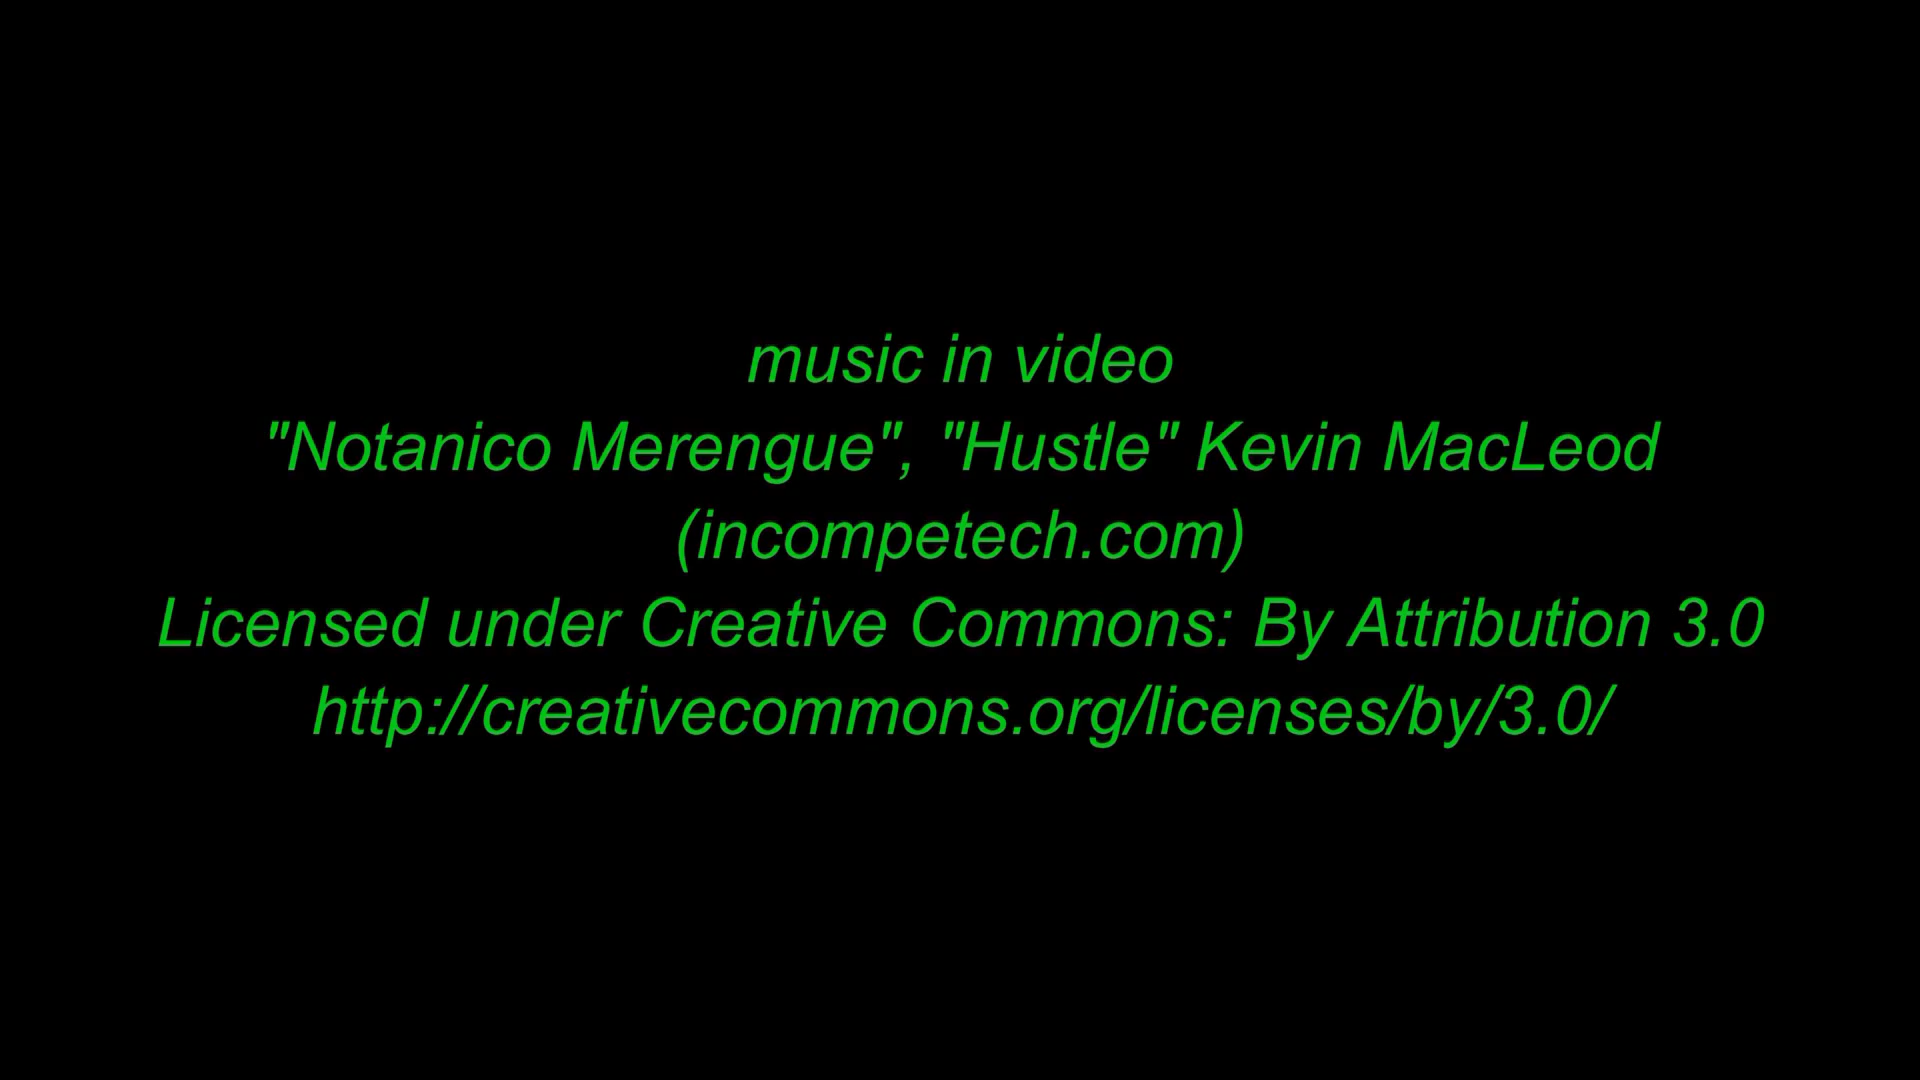 music in video
"Notanico Merengue", "Hustle" Kevin MacLeod
(incompetech.com)
Licensed under Creative Commons: By Attribution 3.0
http://creativecommons.org/licenses/by/3.0/